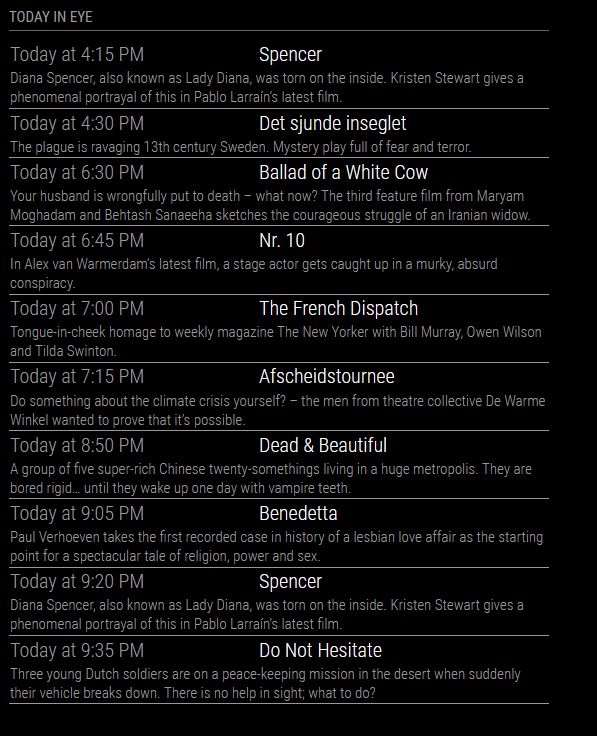 TODAY IN EYE
Today at 4:15 PM Spencer
Diana Spencer, also known as Lady Diana, was torn on the inside. Kristen Stewart gives a
phenomenal portrayal of this in Pablo Larraín's latest film.
Today at 4:30 PM Det sjunde inseglet
The plague is ravaging 13th century Sweden. Mystery play full of fear and terror.
Today at 6:30 PM Ballad of a White Cow
Your husband is wrongfully put to death – what now? The third feature film from Maryam
Moghadam and Behtash Sanaeeha sketches the courageous struggle of an Iranian widow.
Today at 6:45 PM Nr. 10
In Alex van Warmerdam's latest film, a stage actor gets caught up in a murky, absurd
conspiracy.
Today at 7:00 PM The French Dispatch
Tongue-in-cheek homage to weekly magazine The New Yorker with Bill Murray, Owen Wilson
and Tilda Swinton.
Today at 7:15 PM Afscheidstournee
Do something about the climate crisis yourself? – the men from theatre collective De Warme
Winkel wanted to prove that it's possible.
Today at 8:50 PM Dead & Beautiful
A group of five super-rich Chinese twenty-somethings living in a huge metropolis. They are
bored rigid… until they wake up one day with vampire teeth.
Today at 9:05 PM Benedetta
Paul Verhoeven takes the first recorded case in history of a lesbian love affair as the starting
point for a spectacular tale of religion, power and sex.
Today at 9:20 PM Spencer
Diana Spencer, also known as Lady Diana, was torn on the inside. Kristen Stewart gives a
phenomenal portrayal of this in Pablo Larraín's latest film.
Today at 9:35 PM Do Not Hesitate
Three young Dutch soldiers are on a peace-keeping mission in the desert when suddenly
their vehicle breaks down. There is no help in sight; what to do?